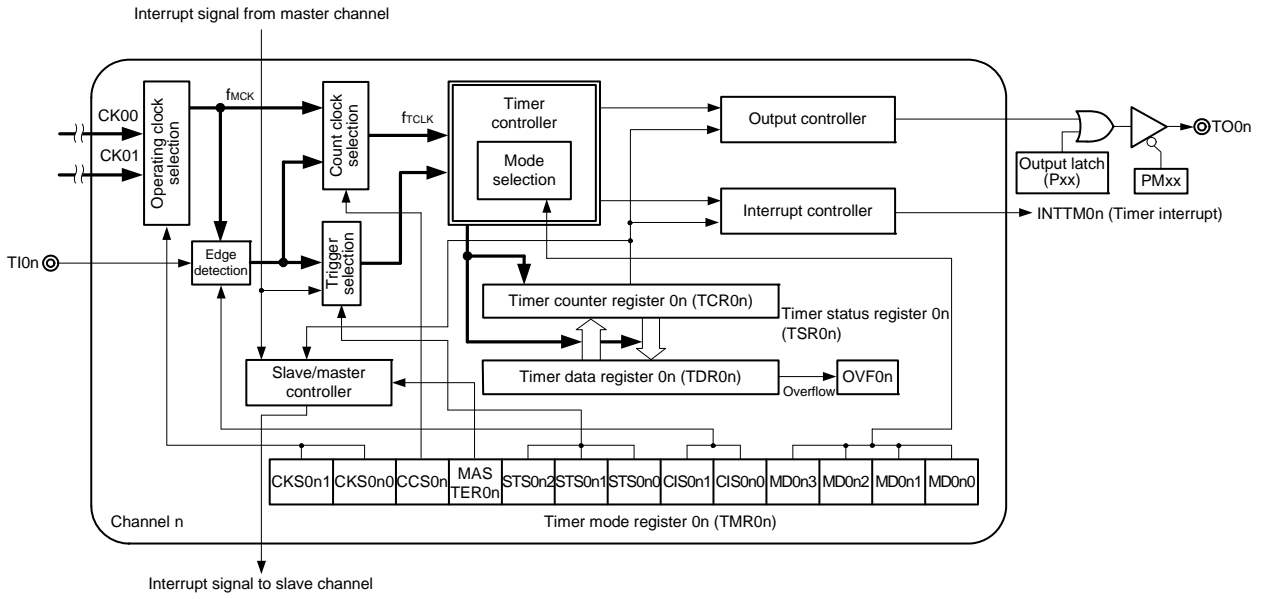 Interrupt signal from master channel
CK00
CK01
Operating clock
selection
fMCK
Count clock
selection
fTCLK
Timer
controller
Mode
selection
Output controller
Output latch
(Pxx)
PMxx
TO0n
Interrupt controller
INTTM0n (Timer interrupt)
TI0n
Edge
detection
Trigger
selection
Timer counter register 0n (TCR0n)
Timer status register 0n
(TSR0n)
Slave/master
controller
Timer data register 0n (TDR0n)
Overflow
OVF0n
CKS0n1
CKS0n0
CCS0n
MAS
TER0n
STS0n2
STS0n1
STS0n0
CIS0n1
CIS0n0
MD0n3
MD0n2
MD0n1
MD0n0
Channel n
Timer mode register 0n (TMR0n)
Interrupt signal to slave channel